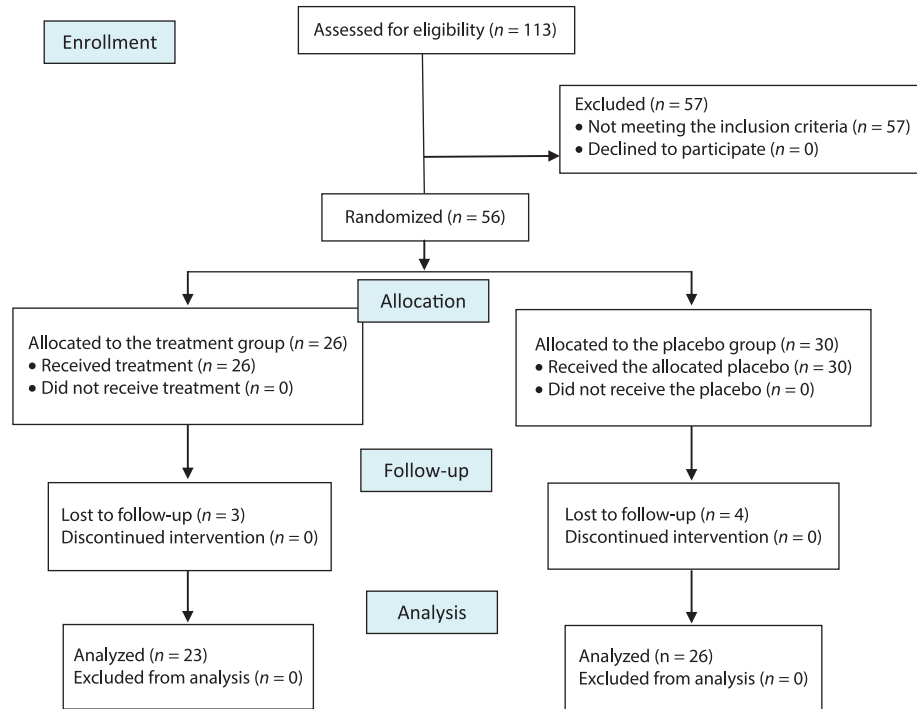 Assessed for eligibility (n = 113)
Enrollment
Excluded (n = 57)
• Not meeting the inclusion criteria (n = 57)
• Declined to participate (n = 0)
Randomized (n = 56)
Allocation
Allocated to the treatment group (n = 26)
• Received treatment (n = 26)
• Did not receive treatment (n = 0)
Allocated to the placebo group (n = 30)
• Received the allocated placebo (n = 30)
• Did not receive the placebo (n = 0)
Follow-up
Lost to follow-up (n = 3)
Discontinued intervention (n = 0)
Lost to follow-up (n = 4)
Discontinued intervention (n = 0)
Analysis
Analyzed (n = 23)
Excluded from analysis (n = 0)
Analyzed (n = 26)
Excluded from analysis (n = 0)